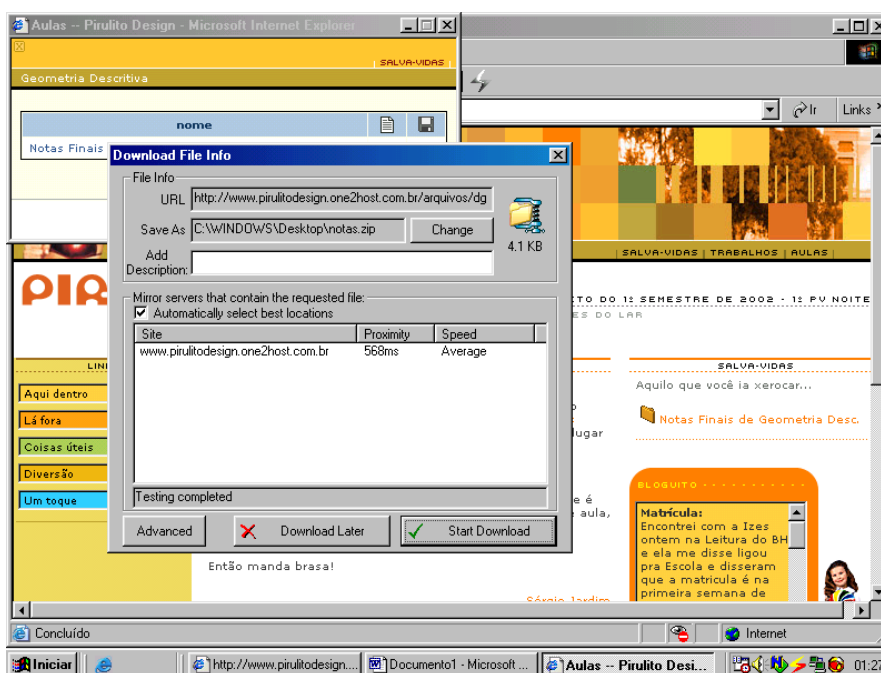 Aulas -- Pirulito Design - Microsoft Internet Explorer
SALVA-VIDAS
Geometria Descritiva
nome
Notas Finais
Ir
Links
Download File Info
File Info
URL http://www.pirulitodesign.one2host.com.br/arquivos/dg
Save As C:\WINDOWS\Desktop\notas.zip Change
4.1 KB
Add
Description:
Mirror servers that contain the requested file:
Automatically select best locations
Site Proximity Speed
www.pirulitodesign.one2host.com.br 568ms Average
Testing completed
Advanced Download Later Start Download
SALVA-VIDAS | TRABALHOS | AULAS
PIR
TO DO 1º SEMESTRE DE 2002 - 1º PV NOITE
ES DO LAR
LIN
Aqui dentro
Lá fora
Coisas úteis
Diversão
Um toque
lugar
e é
aula,
Então manda brasa!
Sérgio Jardim
SALVA-VIDAS
Aquilo que você ia xerocar...
Notas Finais de Geometria Desc.
BLOGUITO
Matrícula:
Encontrei com a Izes
ontem na Leitura do BH
e ela me disse ligou
pra Escola e disseram
que a matricula é na
primeira semana de
Concluído
Internet
Iniciar
http://www.pirulitodesign....
Documento1 - Microsoft ...
Aulas -- Pirulito Desi...
01:27